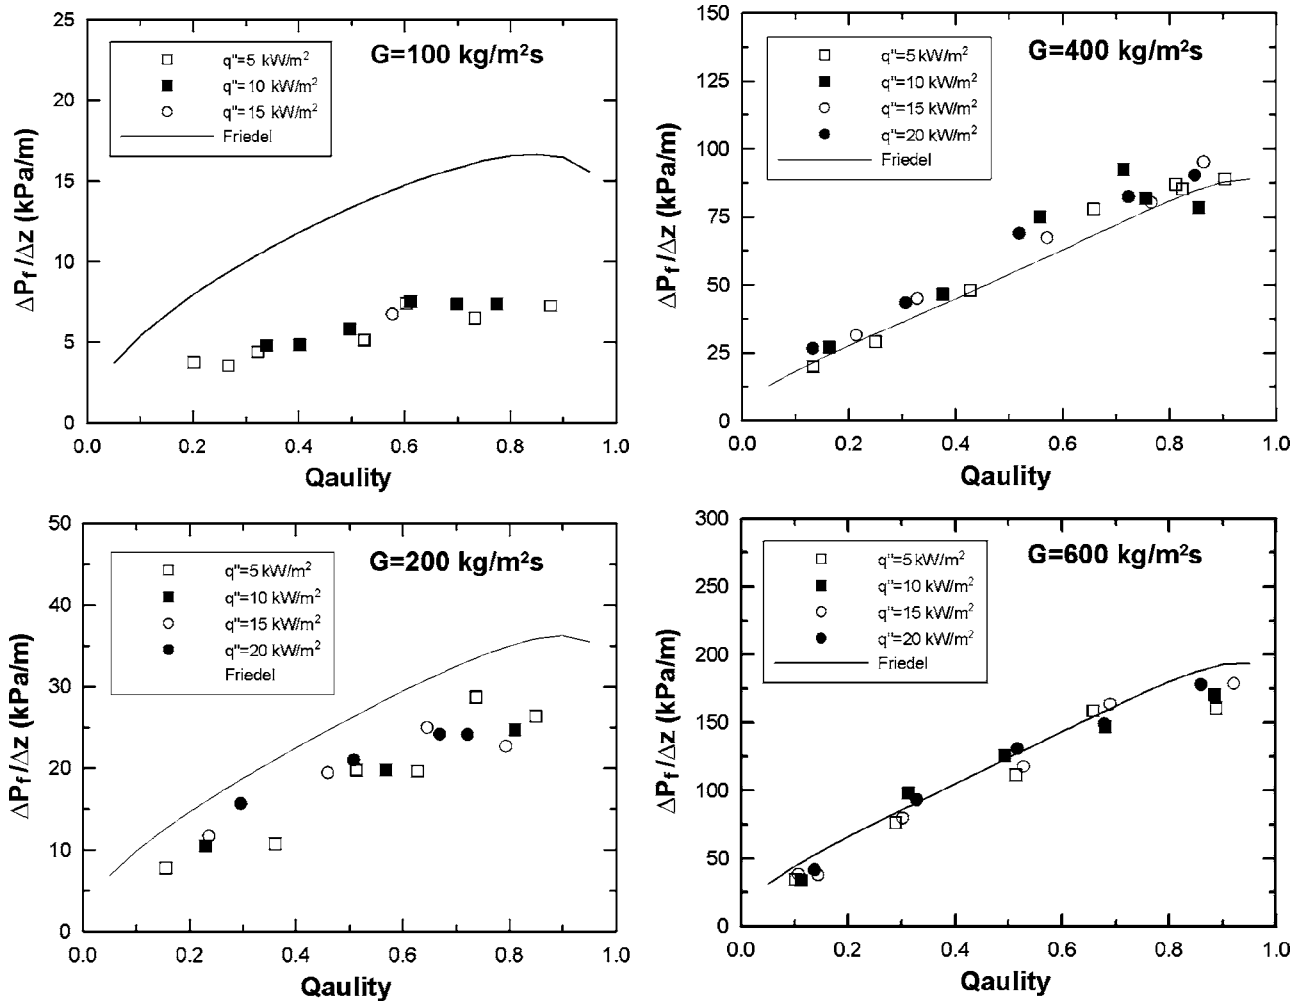 25
20
15
10
5
0
ΔP_f/Δz (kPa/m)
q"=5 kW/m²
q"=10 kW/m²
q"=15 kW/m²
Friedel
G=100 kg/m²s
0.0 0.2 0.4 0.6 0.8 1.0
Qaulity
150
125
100
75
50
25
0
ΔP_f/Δz (kPa/m)
q"=5 kW/m²
q"=10 kW/m²
q"=15 kW/m²
q"=20 kW/m²
Friedel
G=400 kg/m²s
0.0 0.2 0.4 0.6 0.8 1.0
Qaulity
50
40
30
20
10
0
ΔP_f/Δz (kPa/m)
q"=5 kW/m²
q"=10 kW/m²
q"=15 kW/m²
q"=20 kW/m²
Friedel
G=200 kg/m²s
0.0 0.2 0.4 0.6 0.8 1.0
Qaulity
300
250
200
150
100
50
0
ΔP_f/Δz (kPa/m)
q"=5 kW/m²
q"=10 kW/m²
q"=15 kW/m²
q"=20 kW/m²
Friedel
G=600 kg/m²s
0.0 0.2 0.4 0.6 0.8 1.0
Qaulity